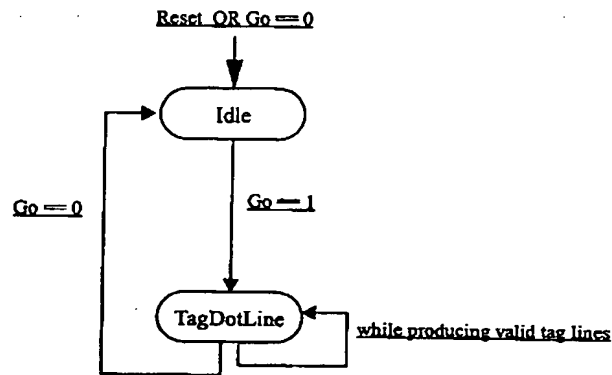 Reset OR Go == 0
Idle
Go == 0
Go == 1
TagDotLine
while producing valid tag lines